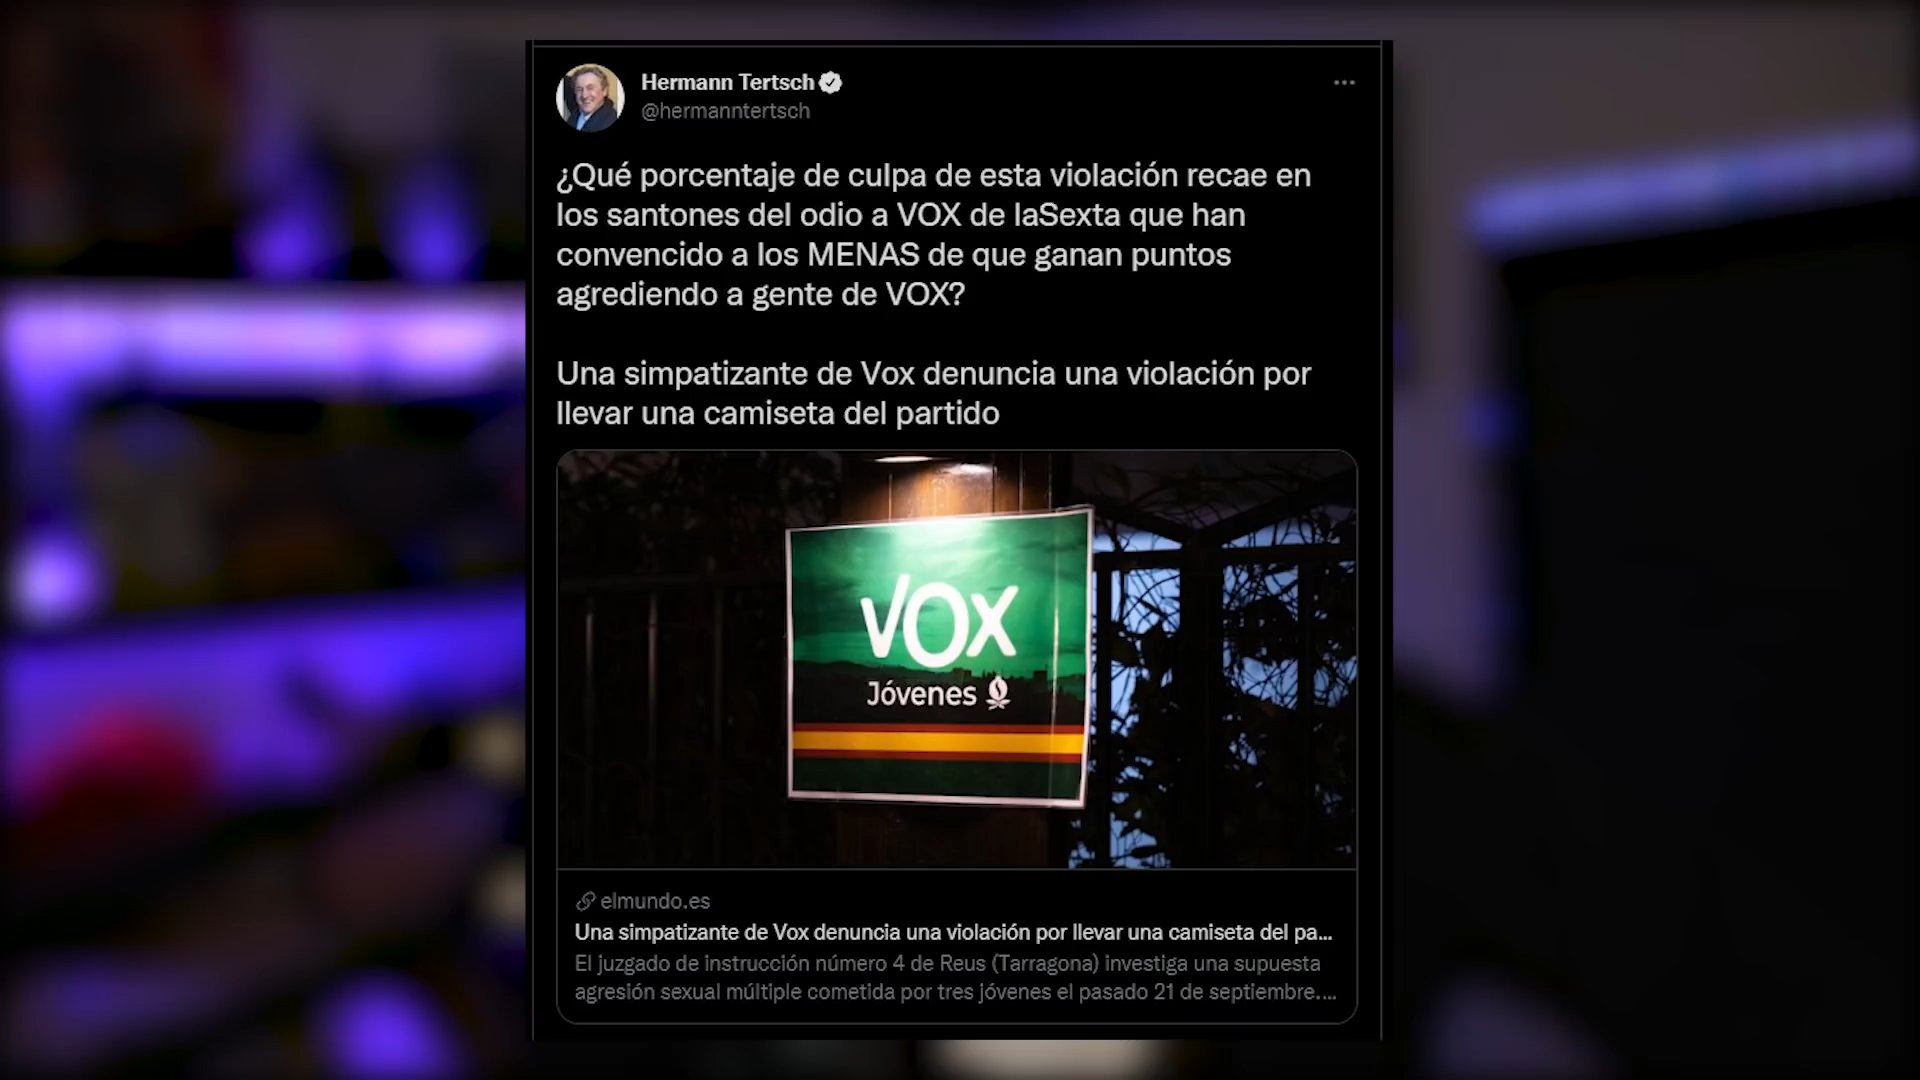 Hermann Tertsch
@hermanntertsch
¿Qué porcentaje de culpa de esta violación recae en
los santones del odio a VOX de laSexta que han
convencido a los MENAS de que ganan puntos
agrediendo a gente de VOX?
Una simpatizante de Vox denuncia una violación por
llevar una camiseta del partido
VOX
Jóvenes
elmundo.es
Una simpatizante de Vox denuncia una violación por llevar una camiseta del pa...
El juzgado de instrucción número 4 de Reus (Tarragona) investiga una supuesta
agresión sexual múltiple cometida por tres jóvenes el pasado 21 de septiembre....